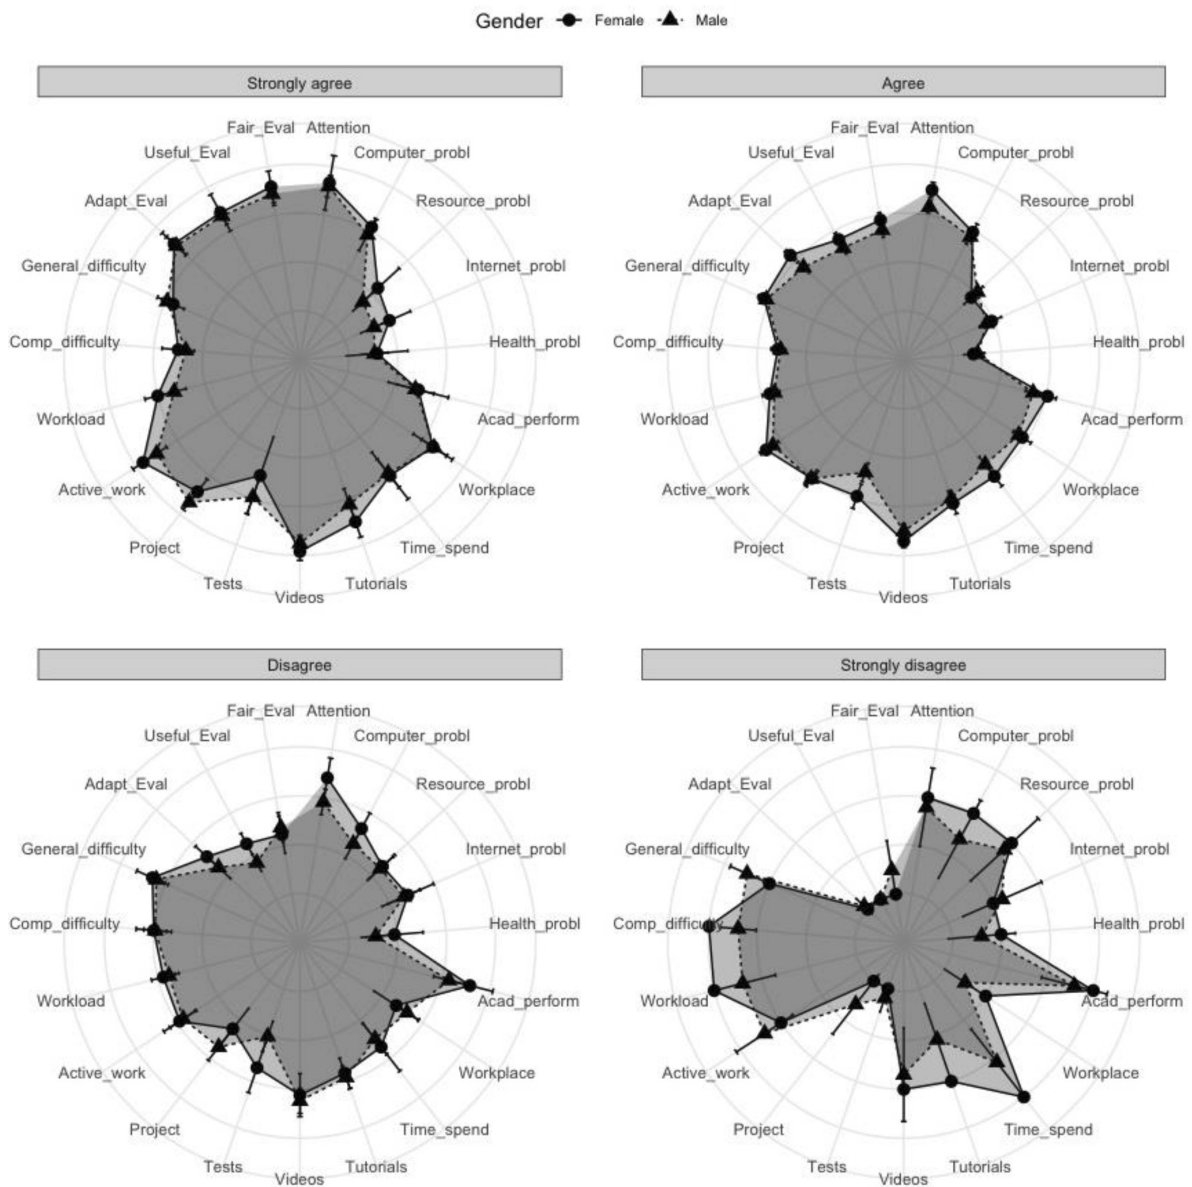 Gender Female Male
Strongly agree
Fair_Eval Attention
Useful_Eval Computer_probl
Adapt_Eval Resource_probl
General_difficulty Internet_probl
Comp_difficulty Health_probl
Workload Acad_perform
Active_work Workplace
Project Time_spend
Tests Tutorials
Videos
Agree
Fair_Eval Attention
Useful_Eval Computer_probl
Adapt_Eval Resource_probl
General_difficulty Internet_probl
Comp_difficulty Health_probl
Workload Acad_perform
Active_work Workplace
Project Time_spend
Tests Tutorials
Videos
Disagree
Fair_Eval Attention
Useful_Eval Computer_probl
Adapt_Eval Resource_probl
General_difficulty Internet_probl
Comp_difficulty Health_probl
Workload Acad_perform
Active_work Workplace
Project Time_spend
Tests Tutorials
Videos
Strongly disagree
Fair_Eval Attention
Useful_Eval Computer_probl
Adapt_Eval Resource_probl
General_difficulty Internet_probl
Comp_difficulty Health_probl
Workload Acad_perform
Active_work Workplace
Project Time_spend
Tests Tutorials
Videos